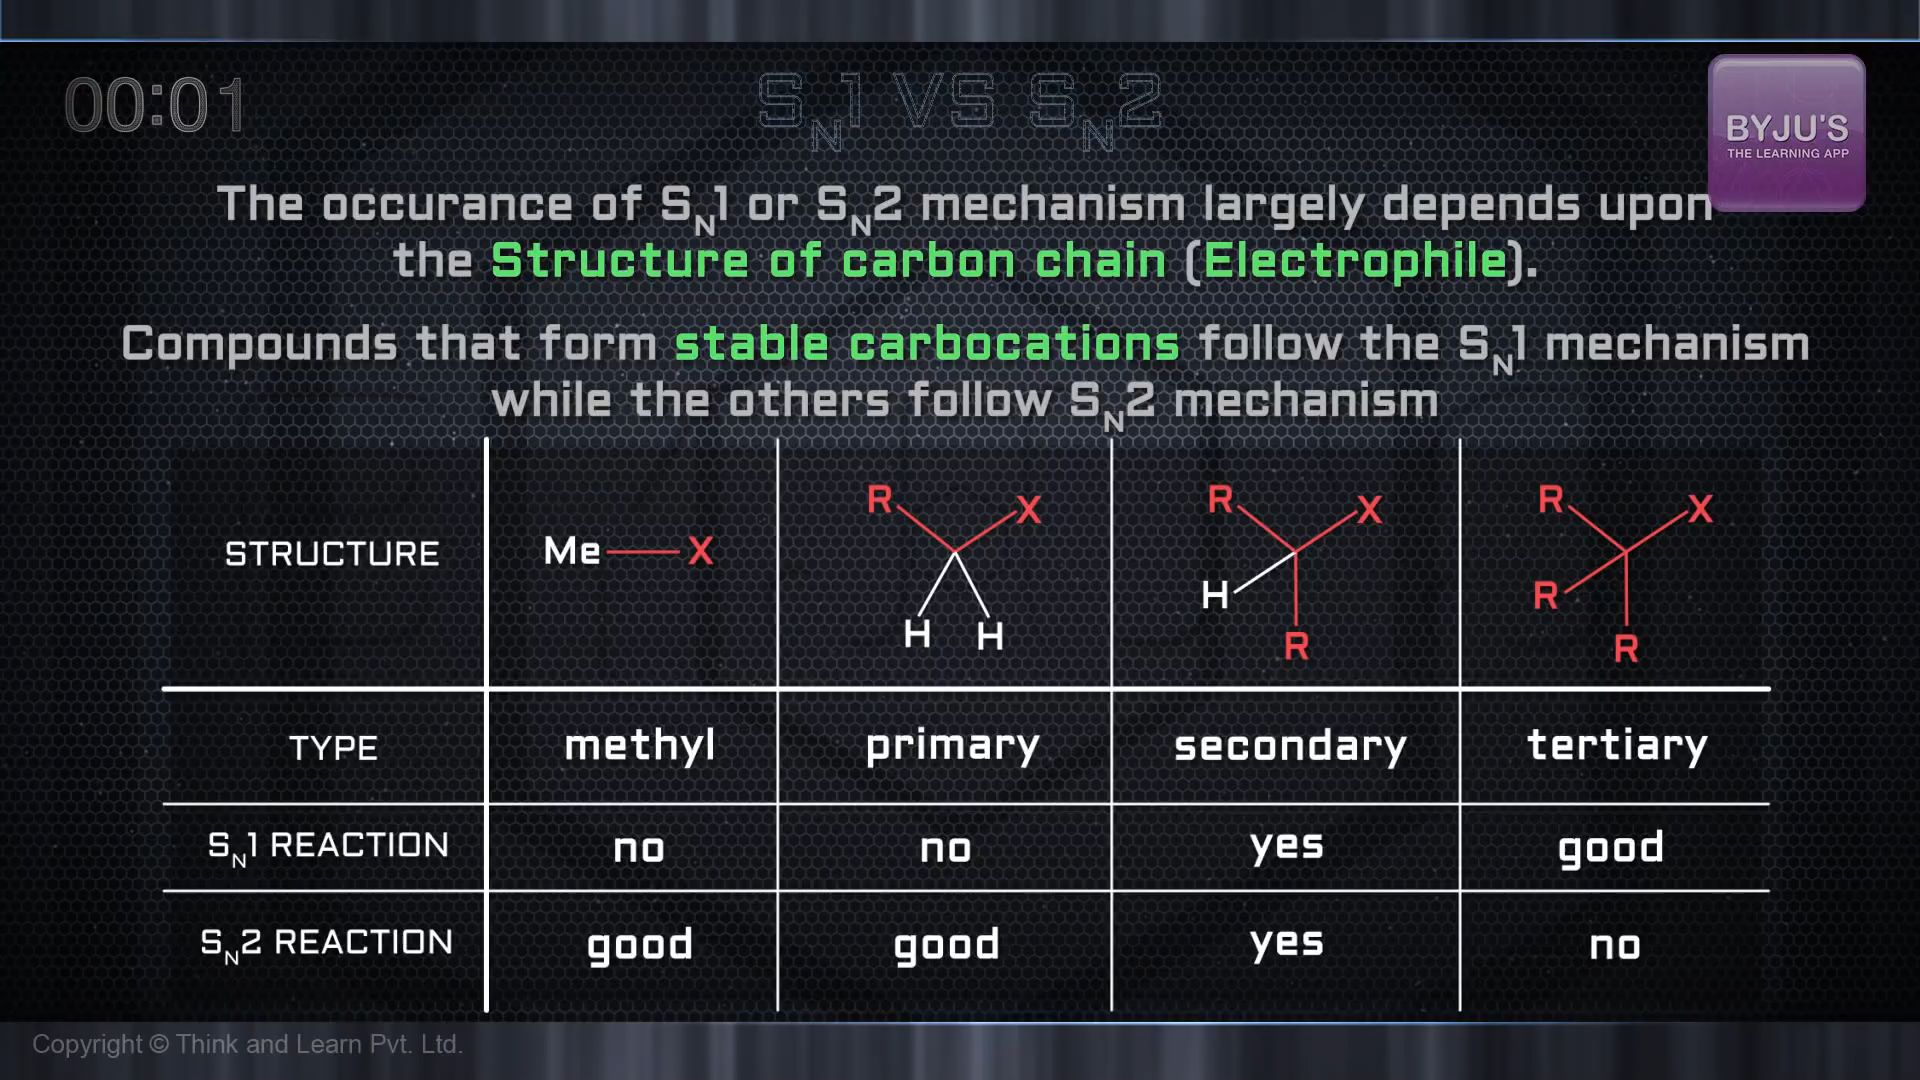 00:01
SN1 VS SN2
BYJU'S
THE LEARNING APP
The occurance of SN1 or SN2 mechanism largely depends upon
the Structure of carbon chain (Electrophile).
Compounds that form stable carbocations follow the SN1 mechanism
while the others follow SN2 mechanism
STRUCTURE
Me X
R X
H H
R X
H
R
R X
R
R
TYPE methyl primary secondary tertiary
SN1 REACTION no no yes good
SN2 REACTION good good yes no
Copyright © Think and Learn Pvt. Ltd.